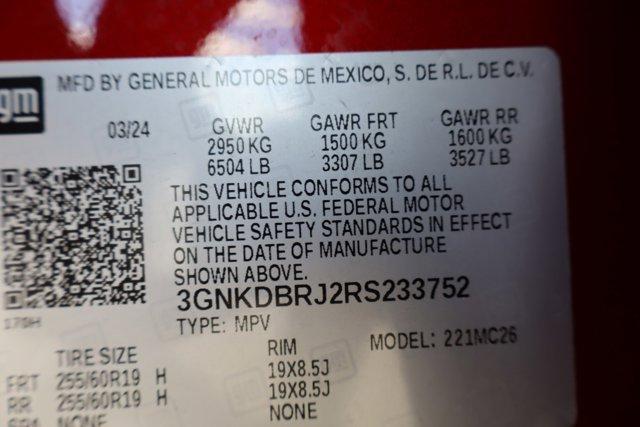 gm
MFD BY GENERAL MOTORS DE MEXICO, S. DE R.L. DE C.V.
03/24 GVWR GAWR FRT GAWR RR
2950 KG 1500 KG 1600 KG
6504 LB 3307 LB 3527 LB
THIS VEHICLE CONFORMS TO ALL
APPLICABLE U.S. FEDERAL MOTOR
VEHICLE SAFETY STANDARDS IN EFFECT
ON THE DATE OF MANUFACTURE
SHOWN ABOVE.
3GNKDBRJ2RS233752
170H
TYPE: MPV MODEL: 221MC26
TIRE SIZE RIM
FRT 255/60R19 H 19X8.5J
RR 255/60R19 H 19X8.5J
NONE NONE